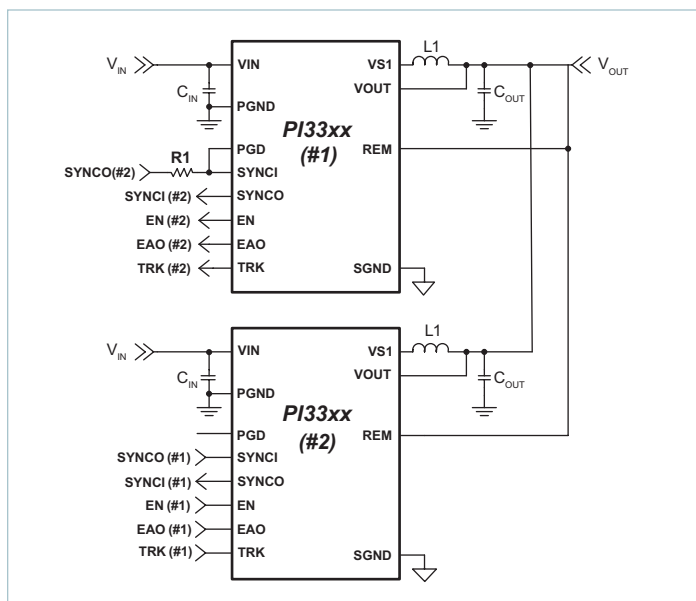 V_IN
VIN
VS1
L1
V_OUT
C_IN
VOUT
C_OUT
PGND
PI33xx
(#1)
PGD
REM
R1
SYNCO(#2)
SYNCI
SYNCI (#2)
SYNCO
EN (#2)
EN
EAO (#2)
EAO
TRK (#2)
TRK
SGND
L1
V_IN
VIN
VS1
VOUT
C_IN
C_OUT
PGND
PI33xx
(#2)
PGD
REM
SYNCO (#1)
SYNCI
SYNCI (#1)
SYNCO
EN (#1)
EN
EAO (#1)
EAO
TRK (#1)
TRK
SGND